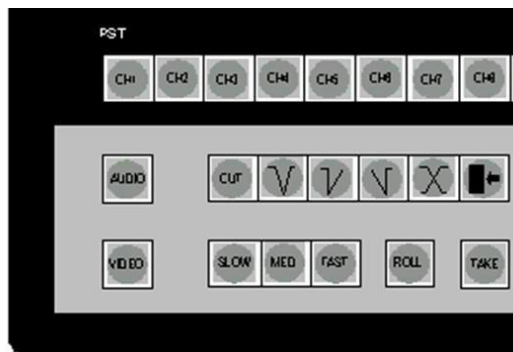 PST
CH1 CH2 CH3 CH4 CH5 CH6 CH7 CH8
AUDIO CUT
VIDEO SLOW MED FAST ROLL TAKE